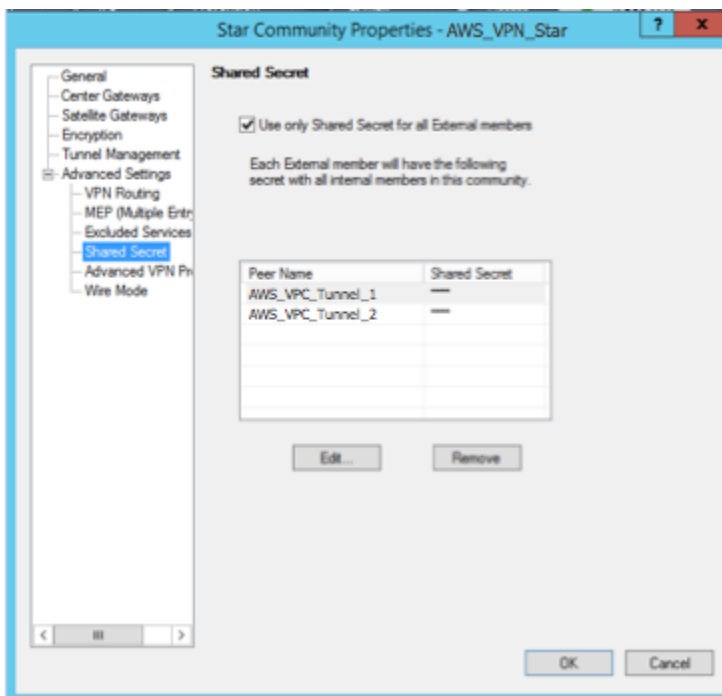 Star Community Properties - AWS_VPN_Star
? x
General
Center Gateways
Satellite Gateways
Encryption
Tunnel Management
Advanced Settings
VPN Routing
MEP (Multiple Entry
Excluded Services
Shared Secret
Advanced VPN Pr
Wire Mode
Shared Secret
Use only Shared Secret for all External members
Each External member will have the following
secret with all internal members in this community.
Peer Name Shared Secret
AWS_VPC_Tunnel_1 ****
AWS_VPC_Tunnel_2 ****
Edit... Remove
OK Cancel